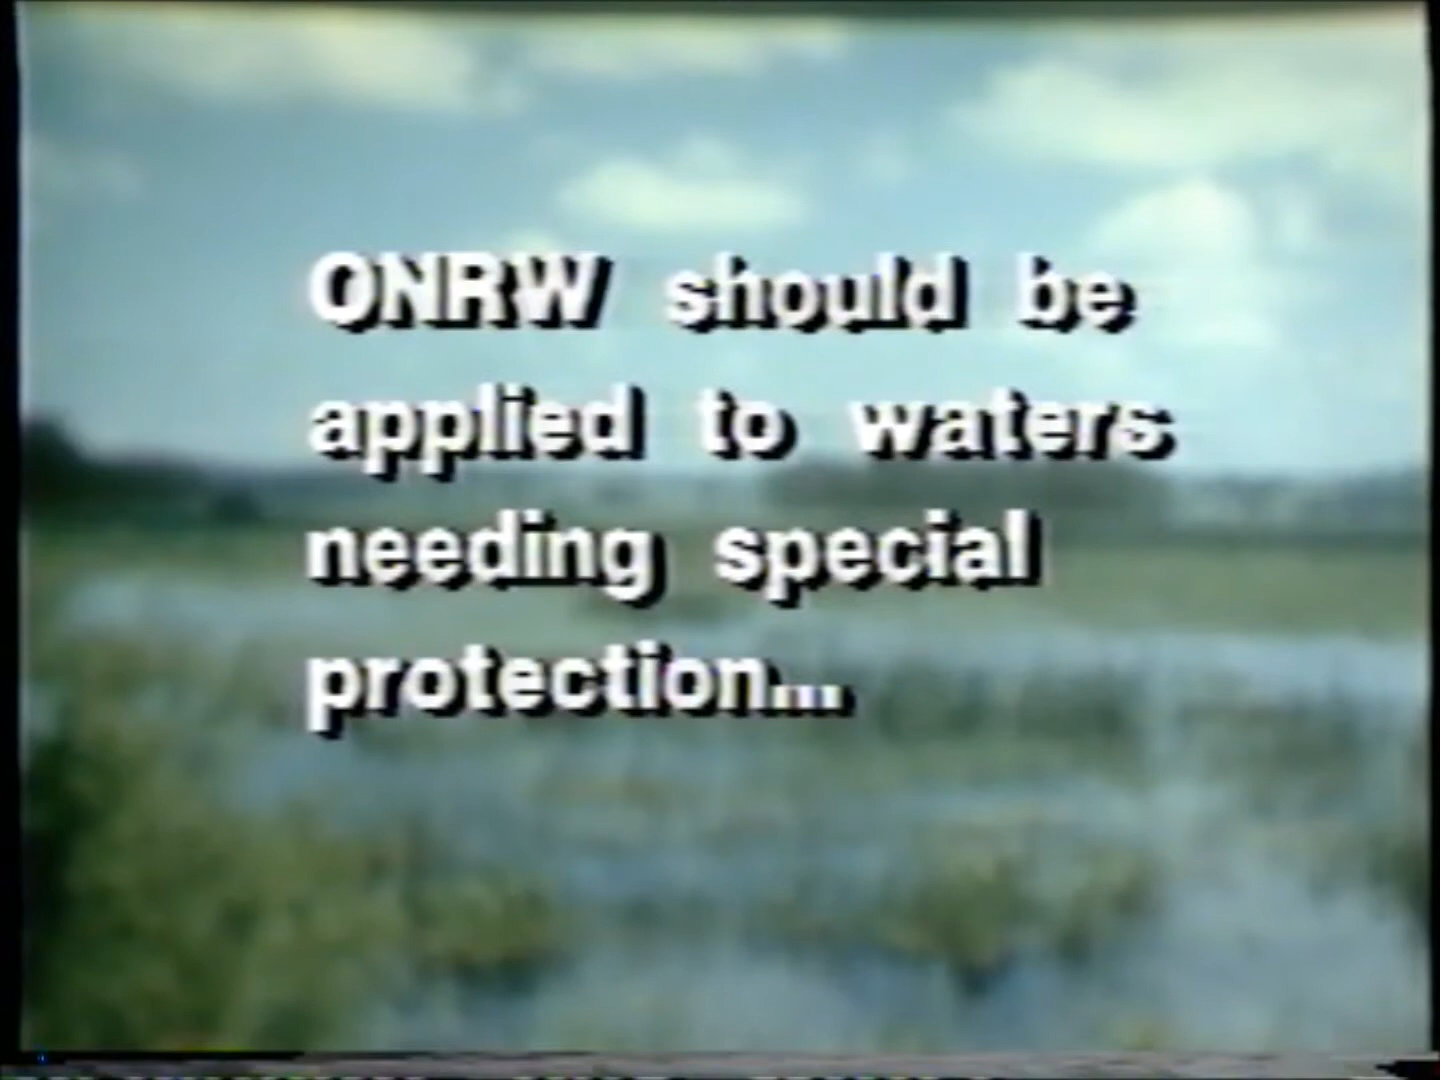 ONRW should be
applied to waters
needing special
protection...